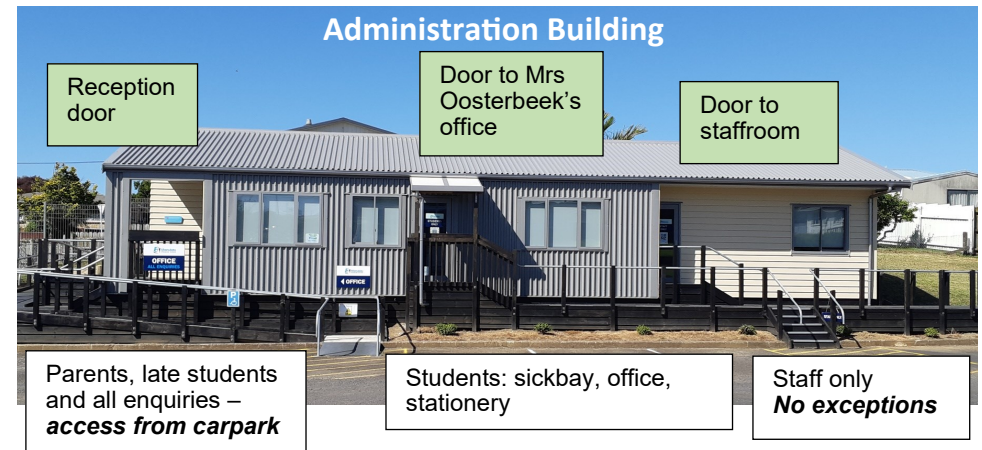 Administration Building
Reception
door
Door to Mrs
Oosterbeek's
office
Door to
staffroom
OFFICE
ALL ENQUIRIES
OFFICE
Parents, late students
and all enquiries –
access from carpark
Students: sickbay, office,
stationery
Staff only
No exceptions